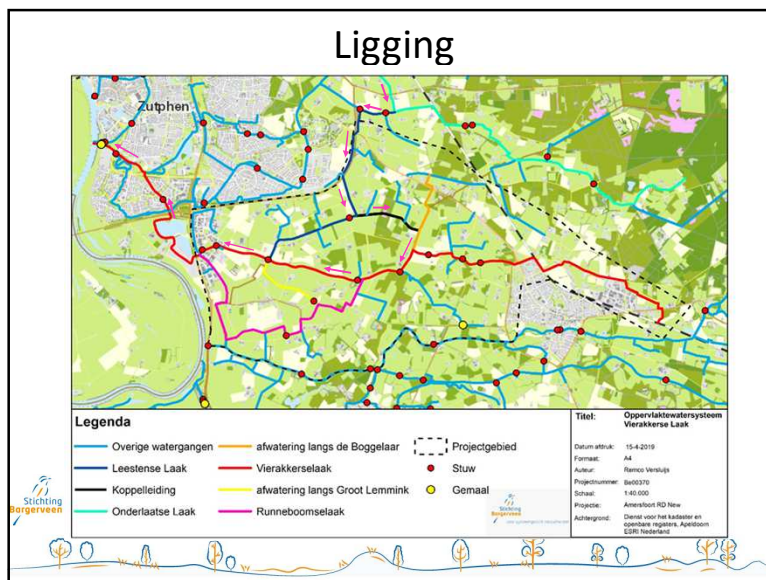 Ligging
Zutphen
Legenda
Overige watergangen
Leestense Laak
Koppelleiding
Onderlaatse Laak
afwatering langs de Boggelaar
Vierakkerselaak
afwatering langs Groot Lemmink
Runneboomselaak
Projectgebied
Stuw
Gemaal
Titel: Oppervlaktewatersysteem
Vierakkerse Laak
Datum afdruk: 15-4-2019
Formaat: A4
Auteur: Remco Versluijs
Projectnummer: Be00370
Schaal: 1:40.000
Projectie: Amersfoort RD New
Achtergrond: Dienst voor het kadaster en
openbare registers, Apeldoorn
ESRI Nederland
Stichting
Bargerveen
Stichting
Bargerveen